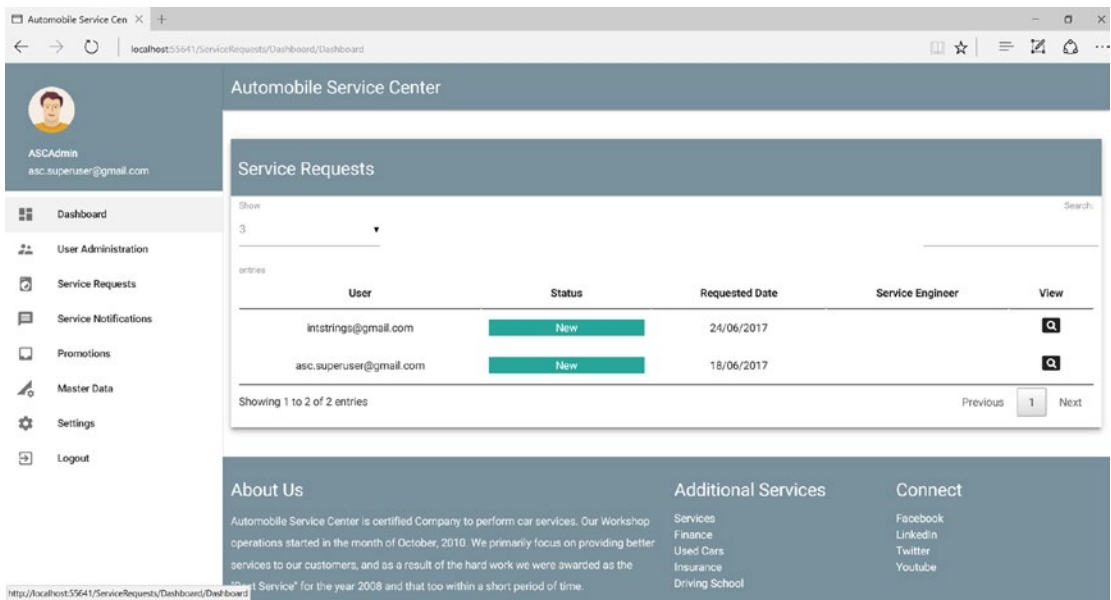 Automobile Service Cen
localhost:55641/ServiceRequests/Dashboard/Dashboard
ASCAdmin
asc.superuser@gmail.com
Dashboard
User Administration
Service Requests
Service Notifications
Promotions
Master Data
Settings
Logout
Automobile Service Center
Service Requests
Show
Search:
3
entries
User Status Requested Date Service Engineer View
intstrings@gmail.com New 24/06/2017
asc.superuser@gmail.com New 18/06/2017
Showing 1 to 2 of 2 entries
Previous 1 Next
About Us
Automobile Service Center is certified Company to perform car services. Our Workshop
operations started in the month of October, 2010. We primarily focus on providing better
services to our customers, and as a result of the hard work we were awarded as the
Service" for the year 2008 and that too within a short period of time.
Additional Services
Services
Finance
Used Cars
Insurance
Driving School
Connect
Facebook
LinkedIn
Twitter
Youtube
http://localhost:55641/ServiceRequests/Dashboard/Dashboard